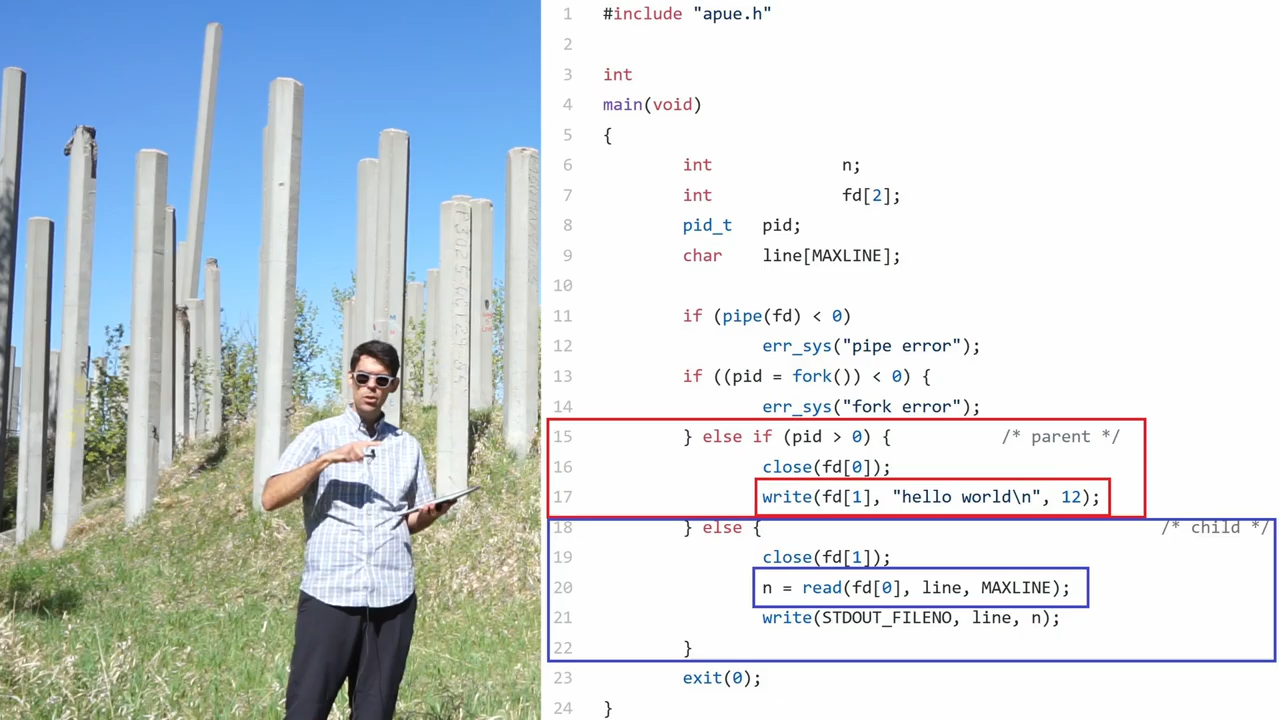 1 #include "apue.h"
2
3 int
4 main(void)
5 {
6 int n;
7 int fd[2];
8 pid_t pid;
9 char line[MAXLINE];
10
11 if (pipe(fd) < 0)
12 err_sys("pipe error");
13 if ((pid = fork()) < 0) {
14 err_sys("fork error");
15 } else if (pid > 0) { /* parent */
16 close(fd[0]);
17 write(fd[1], "hello world\n", 12);
18 } else { /* child */
19 close(fd[1]);
20 n = read(fd[0], line, MAXLINE);
21 write(STDOUT_FILENO, line, n);
22 }
23 exit(0);
24 }